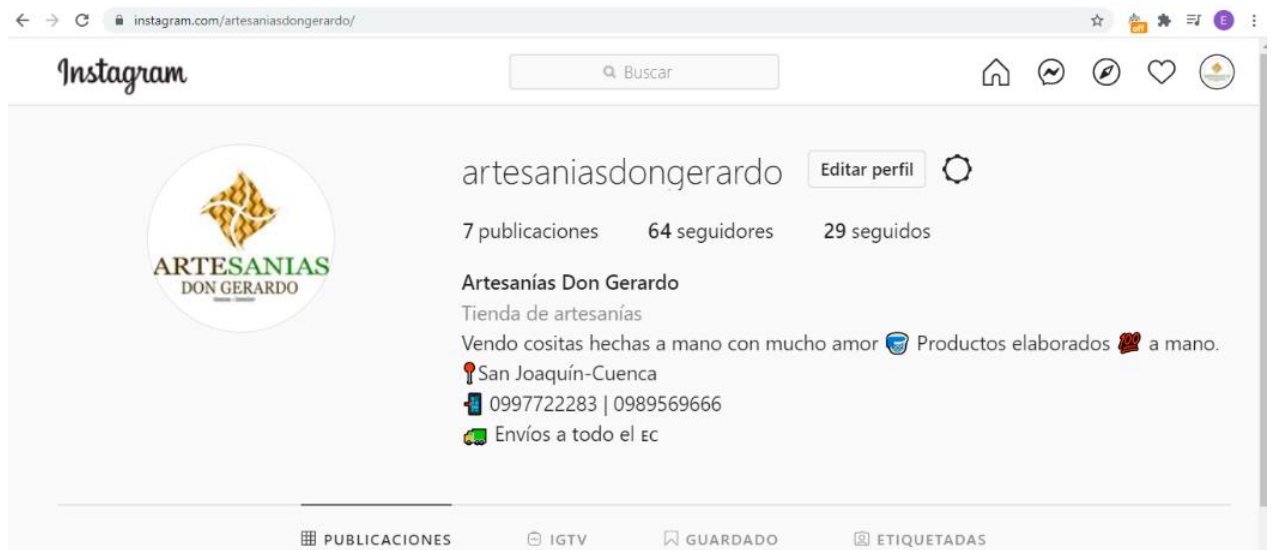 instagram.com/artesaniasdongerardo/
off
E
Instagram
Buscar
artesaniasdongerardo Editar perfil
7 publicaciones 64 seguidores 29 seguidos
ARTESANIAS
DON GERARDO
Artesanías Don Gerardo
Tienda de artesanías
Vendo cositas hechas a mano con mucho amor 🪣 Productos elaborados 💯 a mano.
📍San Joaquín-Cuenca
📲 0997722283 | 0989569666
🚛 Envíos a todo el EC
PUBLICACIONES IGTV GUARDADO ETIQUETADAS